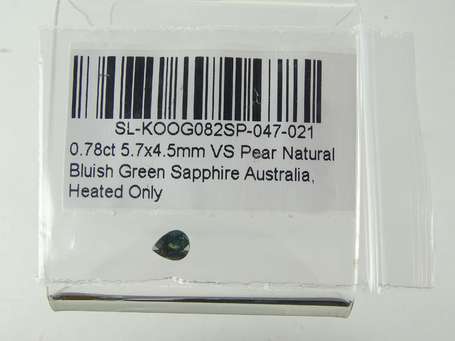 SL-KOOG082SP-047-021
0.78ct 5.7x4.5mm VS Pear Natural
Bluish Green Sapphire Australia,
Heated Only